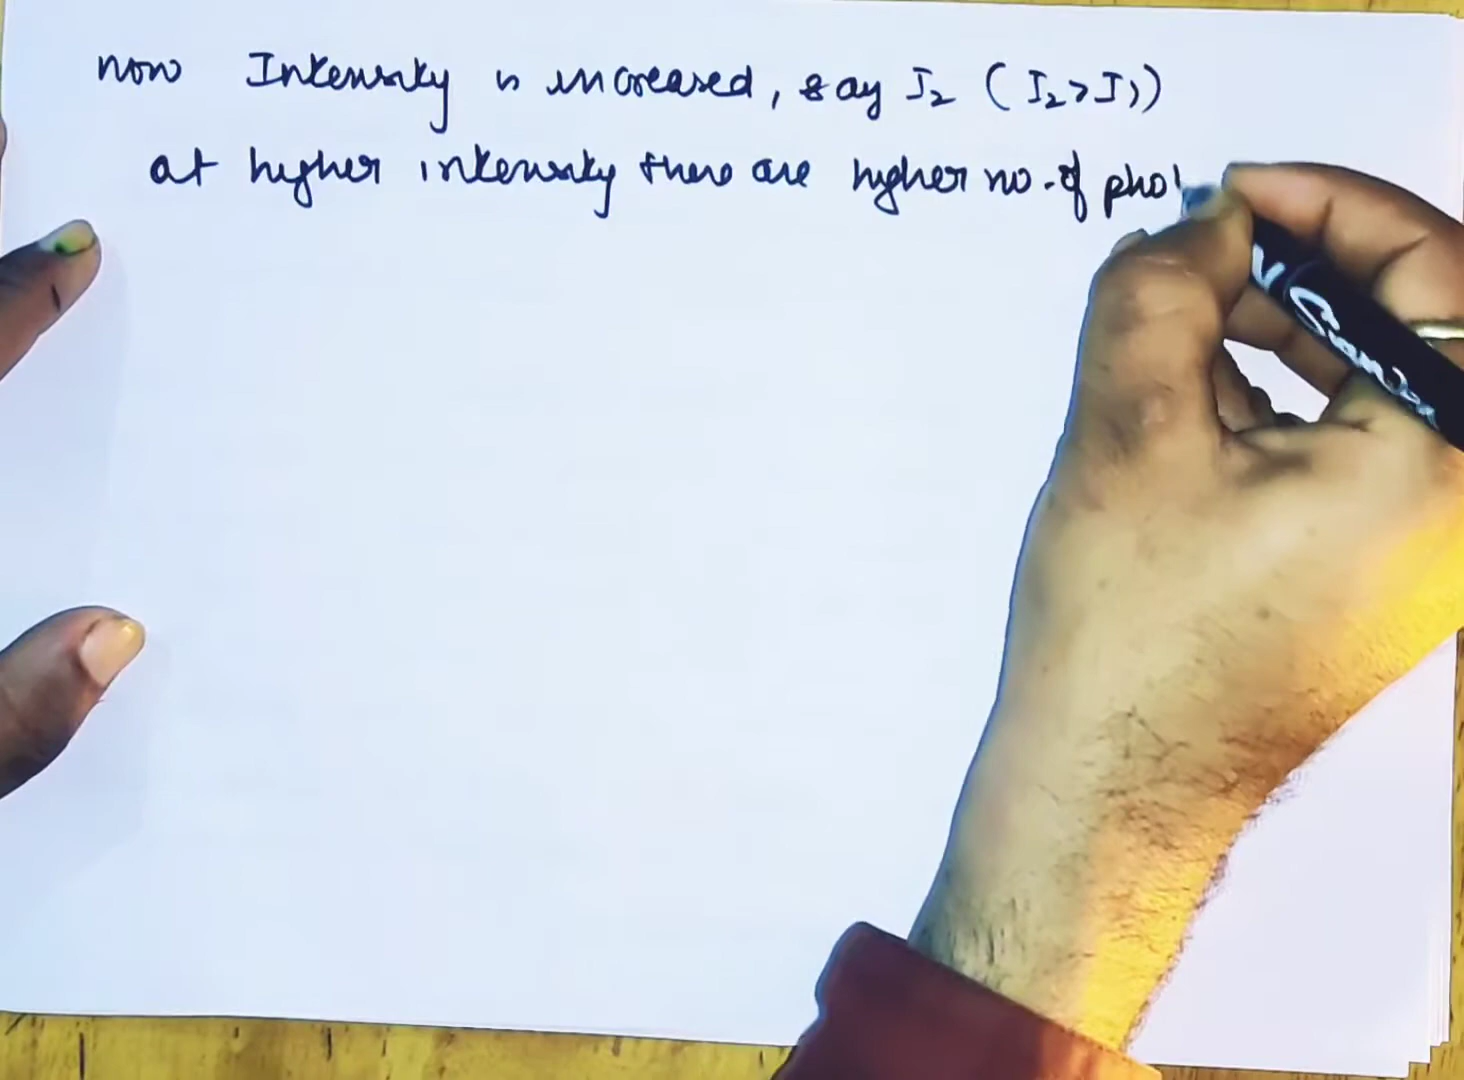 now Intensity is increased, say I₂ (I₂>I₁)
at higher intensity there are higher no. of pho